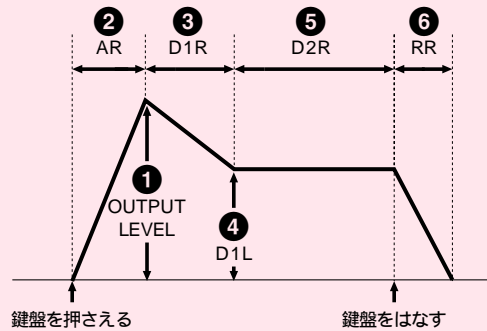 ❷ ❸ ❺ ❻
AR D1R D2R RR
❶
OUTPUT
LEVEL
❹
D1L
鍵盤を押さえる 鍵盤をはなす